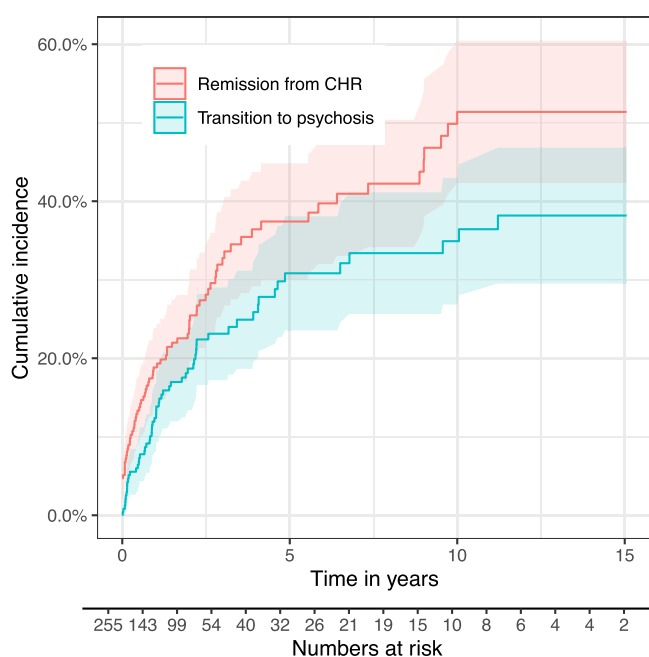 60.0%
Remission from CHR
Transition to psychosis
40.0%
Cumulative incidence
20.0%
0.0%
0 5 10 15
Time in years
255 143 99 54 40 32 26 21 19 15 10 8 6 4 4 2
Numbers at risk